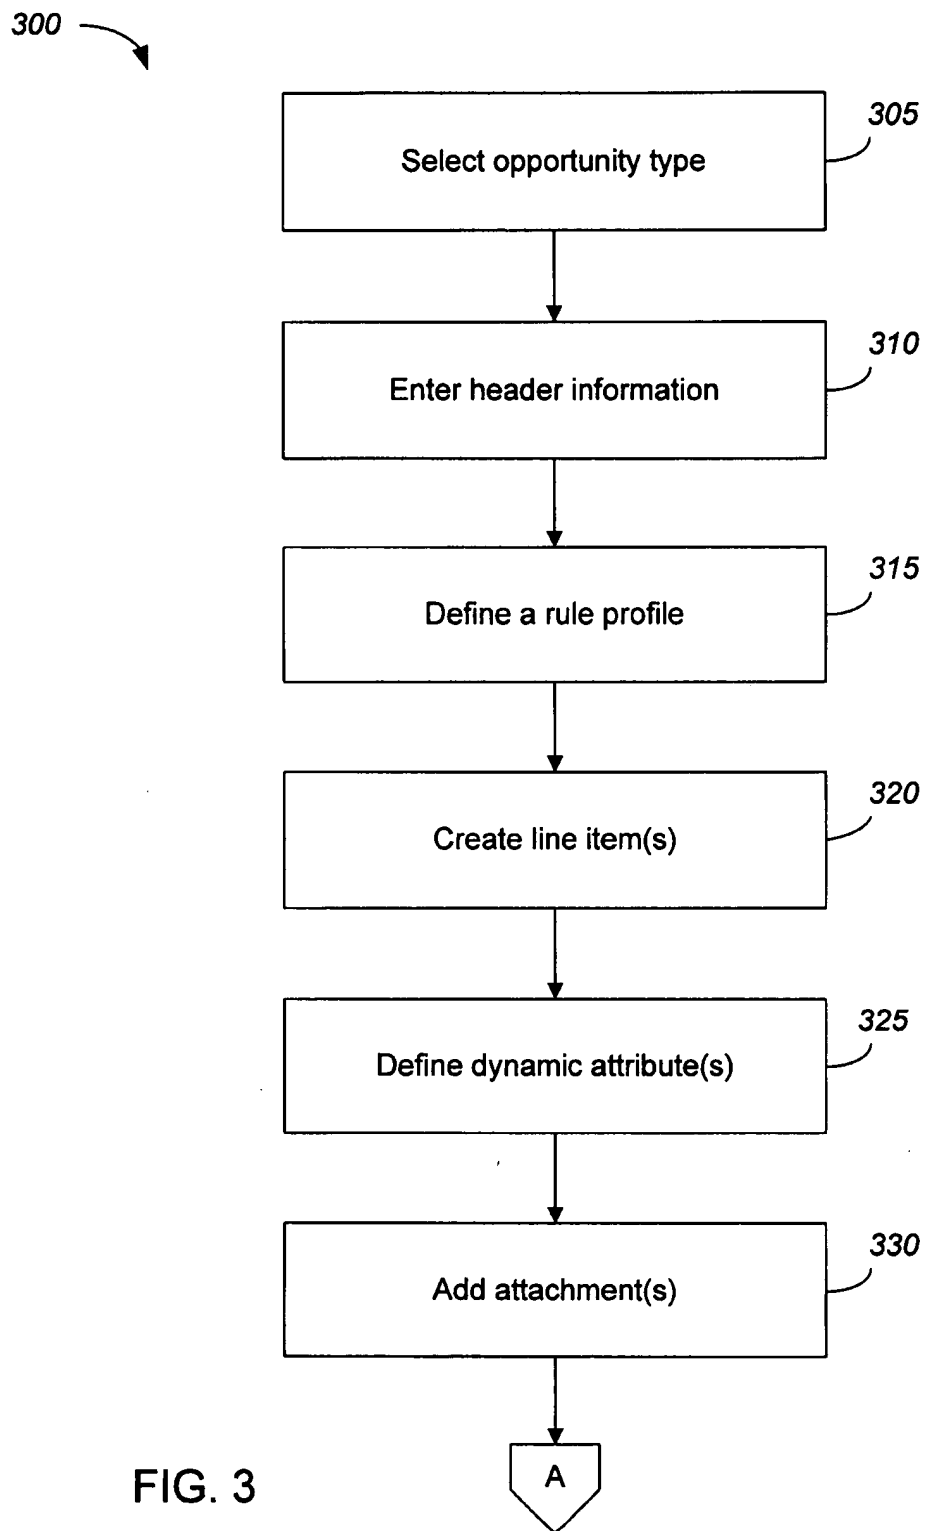 300
305
Select opportunity type
310
Enter header information
315
Define a rule profile
320
Create line item(s)
325
Define dynamic attribute(s)
330
Add attachment(s)
A
FIG. 3